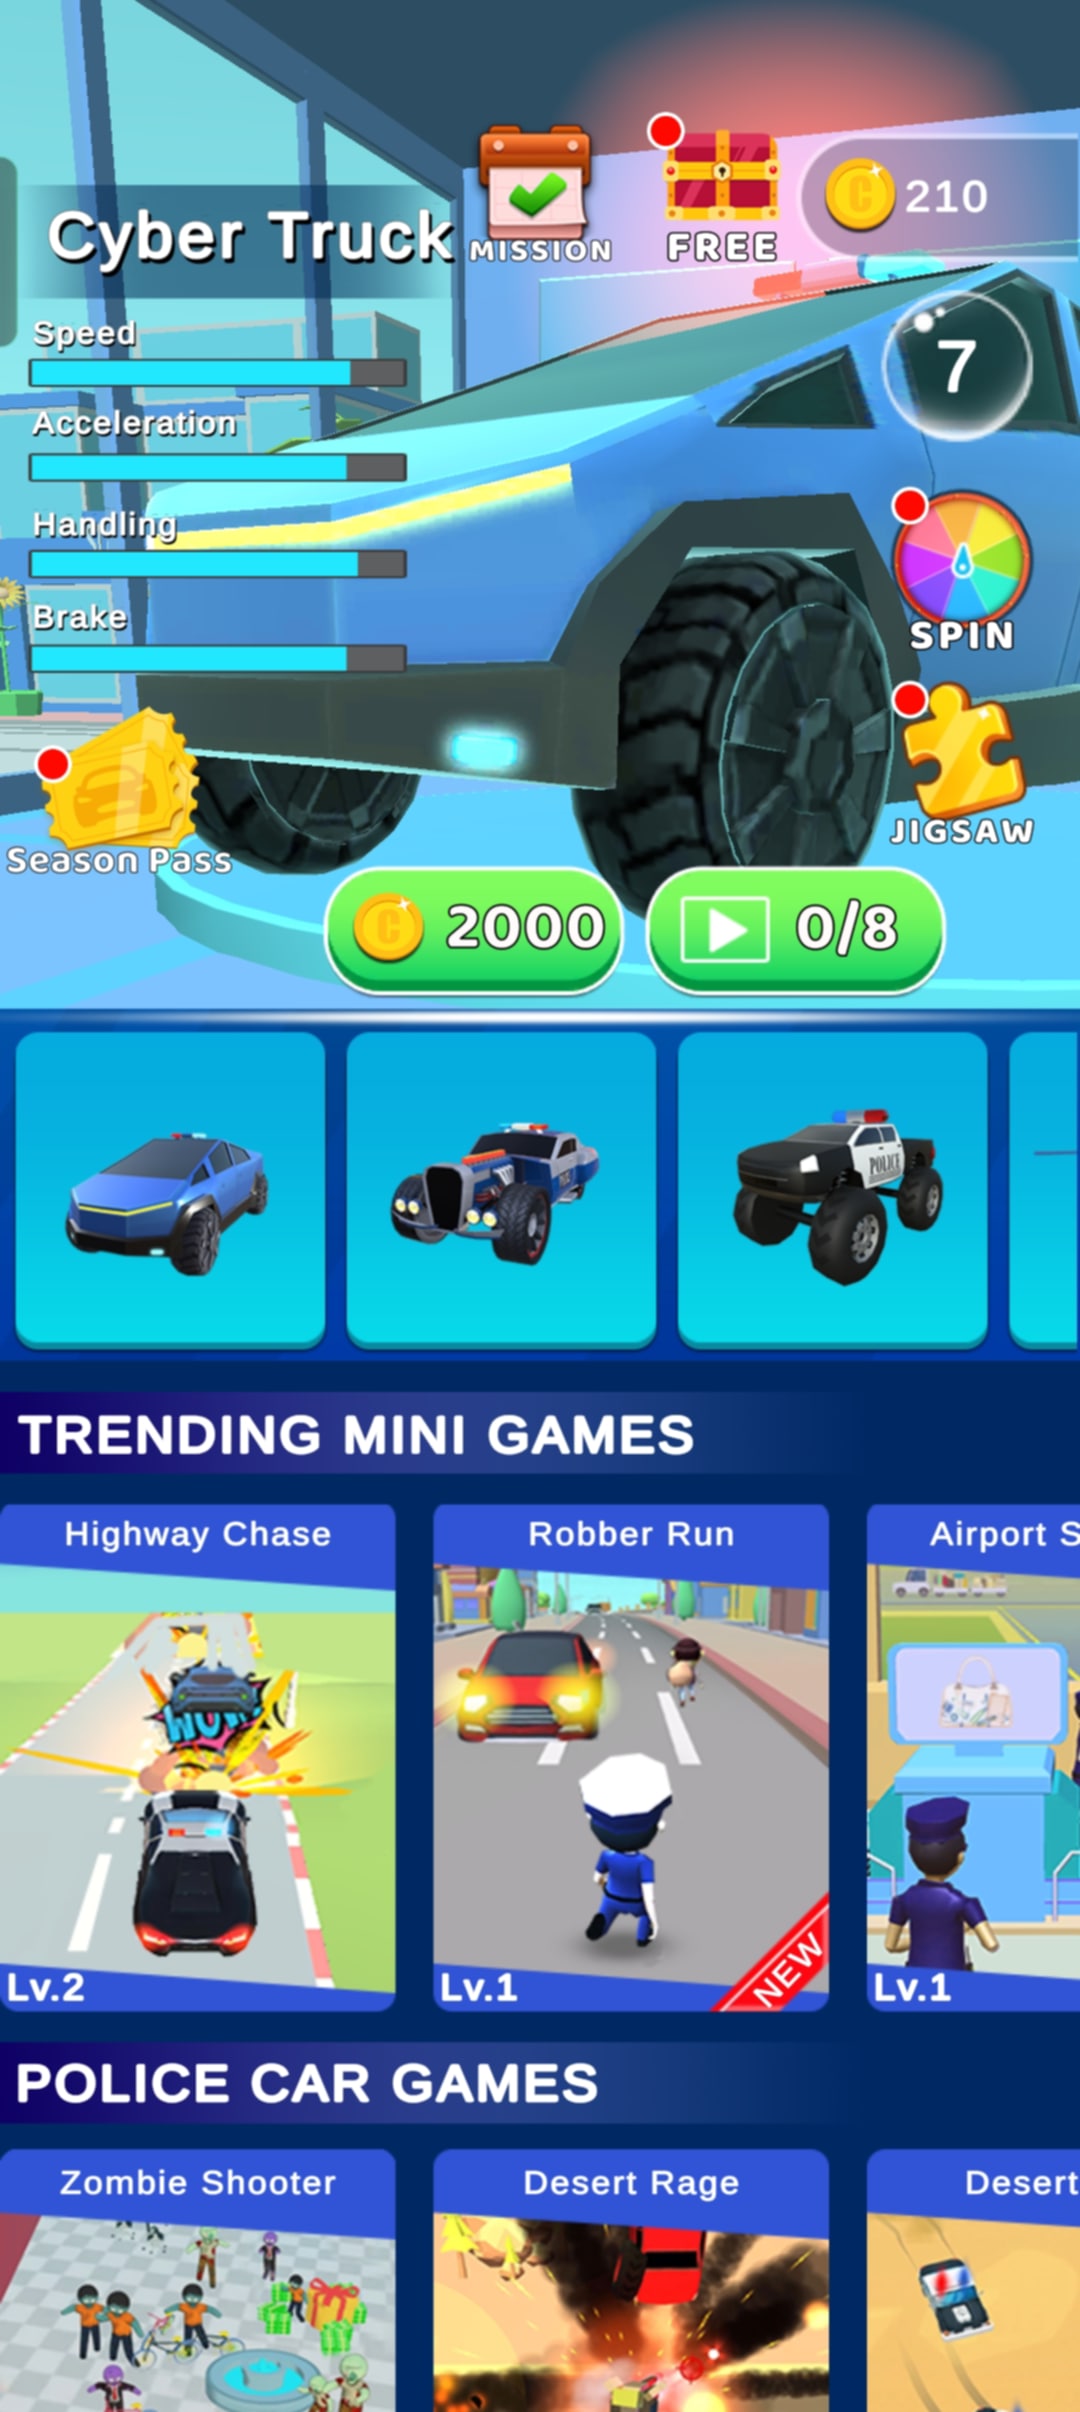 MISSION
FREE
210
Cyber Truck
Speed
7
Acceleration
Handling
SPIN
Brake
JIGSAW
Season Pass
2000
0/8
POLICE
TRENDING MINI GAMES
Highway Chase
Robber Run
Airport S
WOW
Lv.2
Lv.1
NEW
Lv.1
POLICE CAR GAMES
Zombie Shooter
Desert Rage
Desert